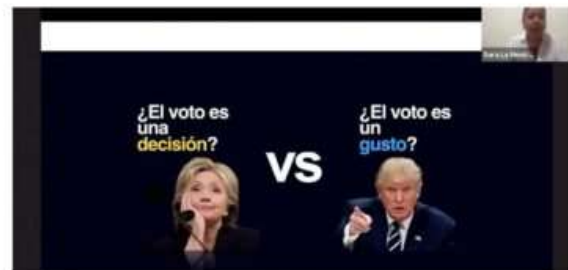 ¿El voto es
una
decisión?
VS
¿El voto es
un
gusto?